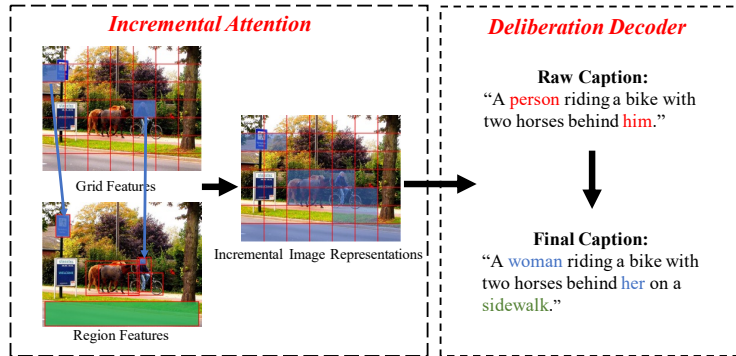 Incremental Attention
Grid Features
Region Features
Incremental Image Representations
Deliberation Decoder
Raw Caption:
“A person riding a bike with
two horses behind him.”
Final Caption:
“A woman riding a bike with
two horses behind her on a
sidewalk.”